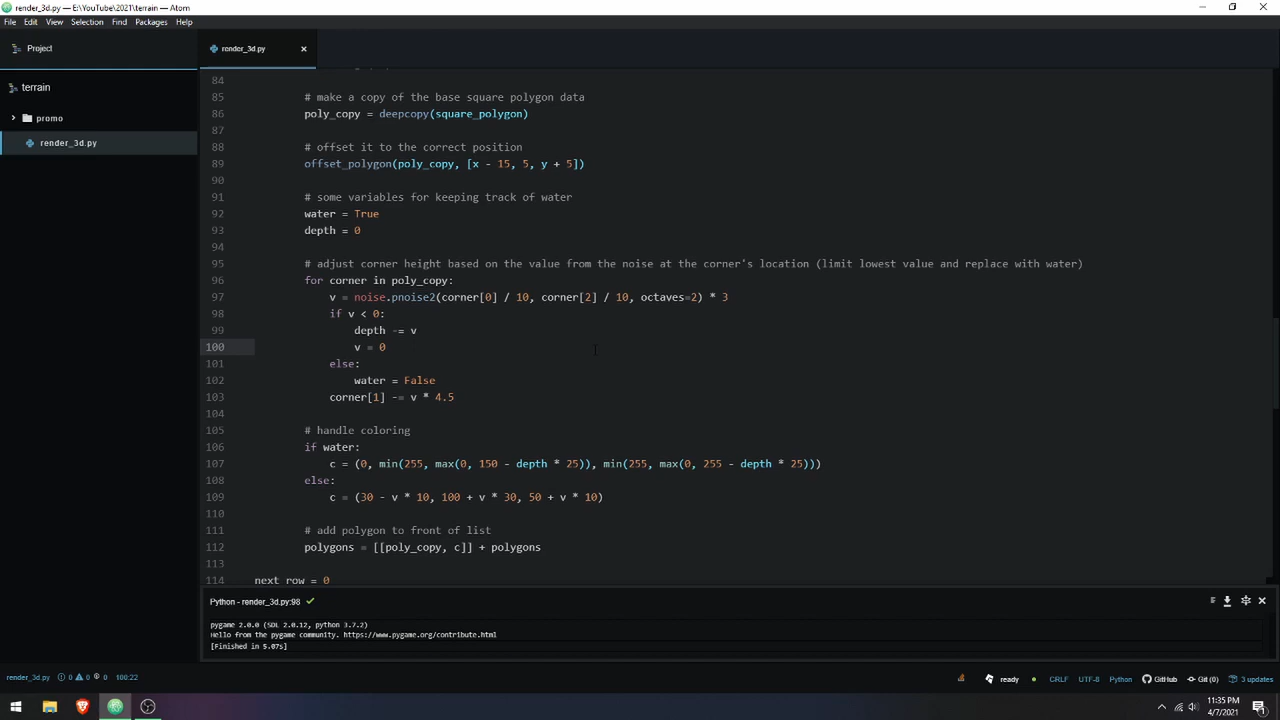 render_3d.py — E:\YouTube\2021\terrain — Atom
File Edit View Selection Find Packages Help
Project
render_3d.py
terrain
promo
render_3d.py
84
85 # make a copy of the base square polygon data
86 poly_copy = deepcopy(square_polygon)
87
88 # offset it to the correct position
89 offset_polygon(poly_copy, [x - 15, 5, y + 5])
90
91 # some variables for keeping track of water
92 water = True
93 depth = 0
94
95 # adjust corner height based on the value from the noise at the corner's location (limit lowest value and replace with water)
96 for corner in poly_copy:
97 v = noise.pnoise2(corner[0] / 10, corner[2] / 10, octaves=2) * 3
98 if v < 0:
99 depth -= v
100 v = 0
101 else:
102 water = False
103 corner[1] -= v * 4.5
104
105 # handle coloring
106 if water:
107 c = (0, min(255, max(0, 150 - depth * 25)), min(255, max(0, 255 - depth * 25)))
108 else:
109 c = (30 - v * 10, 100 + v * 30, 50 + v * 10)
110
111 # add polygon to front of list
112 polygons = [[poly_copy, c]] + polygons
113
114 next_row = 0
Python - render_3d.py:98
pygame 2.0.0 (SDL 2.0.12, python 3.7.2)
Hello from the pygame community. https://www.pygame.org/contribute.html
[Finished in 5.07s]
render_3d.py 0 0 0 100:22 ready CRLF UTF-8 Python GitHub Git (0) 3 updates
11:35 PM
4/7/2021
1